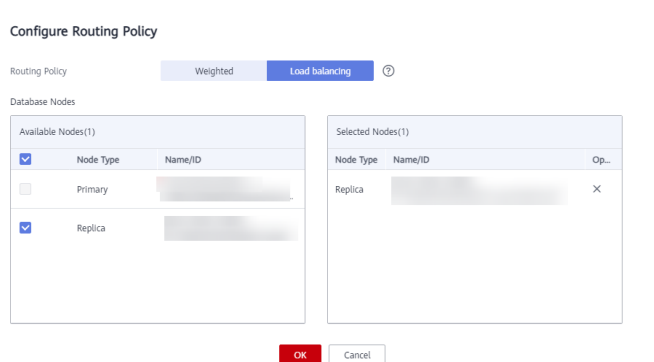 Configure Routing Policy
Routing Policy Weighted Load balancing ?
Database Nodes
Available Nodes(1)
Node Type Name/ID
Primary
Replica
Selected Nodes(1)
Node Type Name/ID Op...
Replica
OK Cancel